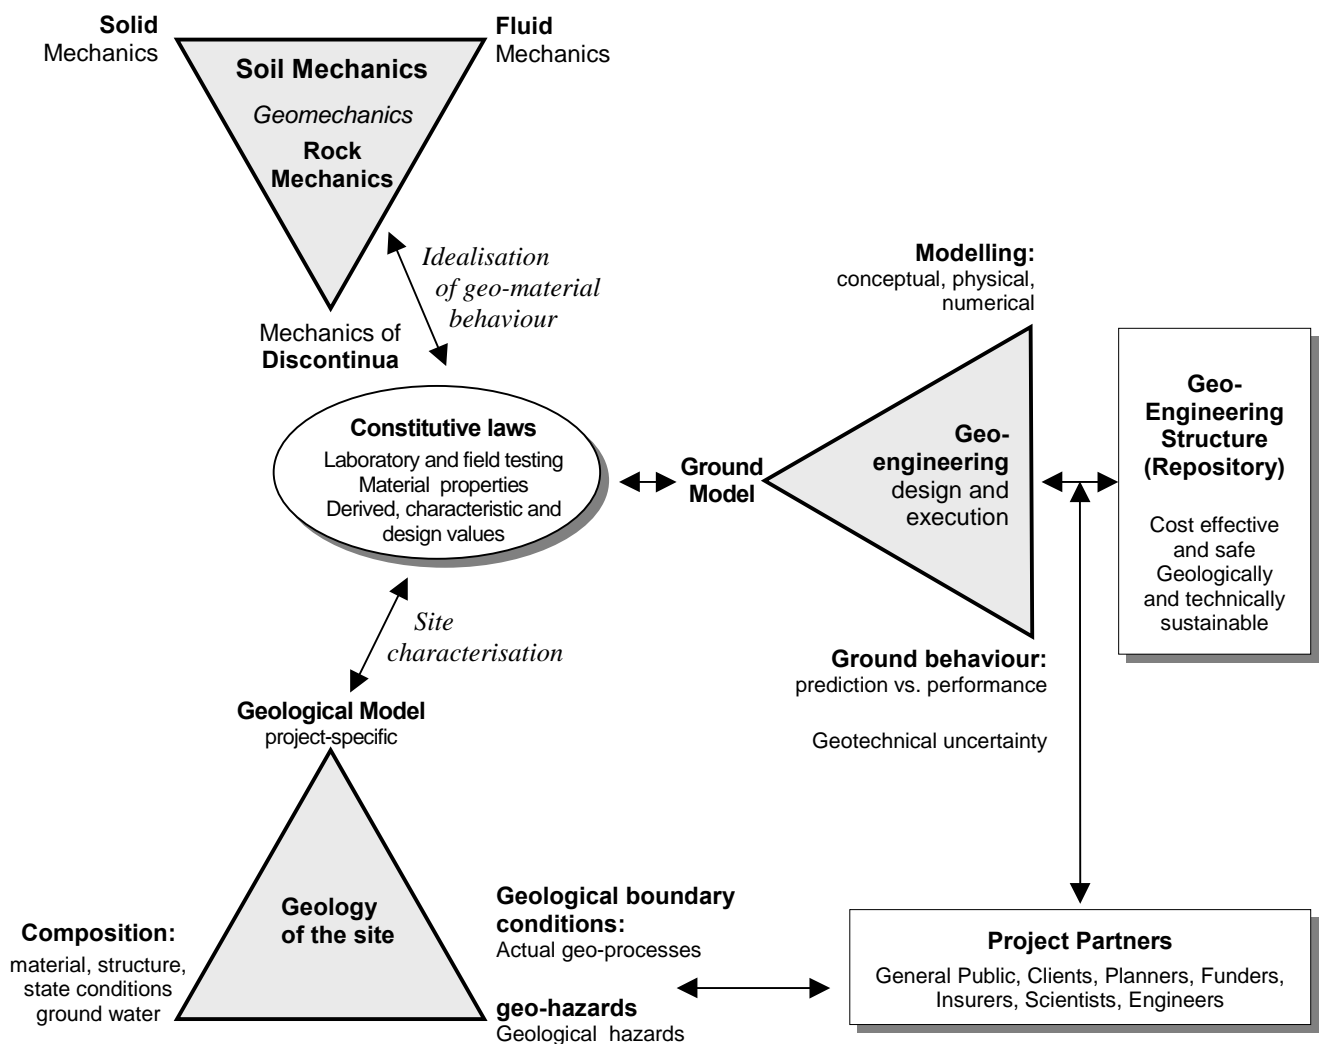 Solid
Mechanics
Fluid
Mechanics
Soil Mechanics
Geomechanics
Rock
Mechanics
Idealisation
of geo-material
behaviour
Mechanics of
Discontinua
Constitutive laws
Laboratory and field testing
Material properties
Derived, characteristic and
design values
Ground
Model
Modelling:
conceptual, physical,
numerical
Geo-
engineering
design and
execution
Geo-
Engineering
Structure
(Repository)
Cost effective
and safe
Geologically
and technically
sustainable
Ground behaviour:
prediction vs. performance
Geotechnical uncertainty
Site
characterisation
Geological Model
project-specific
Geology
of the site
Composition:
material, structure,
state conditions
ground water
Geological boundary
conditions:
Actual geo-processes
geo-hazards
Geological hazards
Project Partners
General Public, Clients, Planners, Funders,
Insurers, Scientists, Engineers